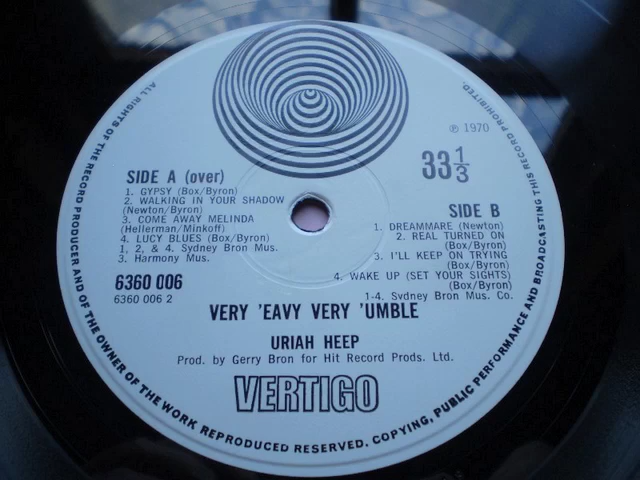 ALL RIGHTS OF THE RECORD PRODUCER AND OF THE OWNER OF THE WORK REPRODUCED RESERVED. COPYING, PUBLIC PERFORMANCE AND BROADCASTING THIS RECORD PROHIBITED.
℗ 1970
33 1/3
SIDE A (over)
1. GYPSY (Box/Byron)
2. WALKING IN YOUR SHADOW
(Newton/Byron)
3. COME AWAY MELINDA
(Hellerman/Minkoff)
4. LUCY BLUES (Box/Byron)
1, 2, & 4. Sydney Bron Mus.
3. Harmony Mus.
6360 006
6360 006 2
SIDE B
1. DREAMMARE (Newton)
2. REAL TURNED ON
(Box/Byron)
3. I'LL KEEP ON TRYING
(Box/Byron)
4. WAKE UP (SET YOUR SIGHTS)
(Box/Byron)
1-4. Sydney Bron Mus. Co.
VERY 'EAVY VERY 'UMBLE
URIAH HEEP
Prod. by Gerry Bron for Hit Record Prods. Ltd.
VERTIGO